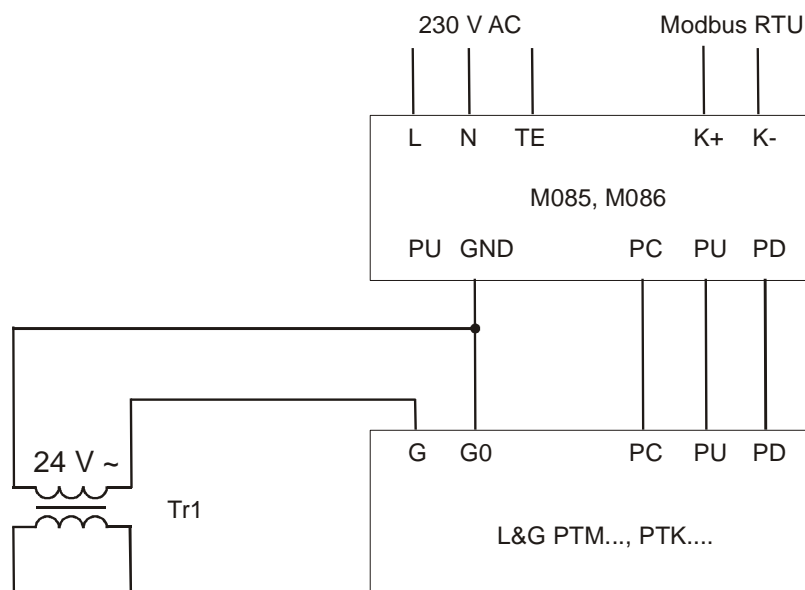 230 V AC Modbus RTU
L N TE K+ K-
M085, M086
PU GND PC PU PD
G G0 PC PU PD
24 V ~
Tr1
L&G PTM..., PTK....